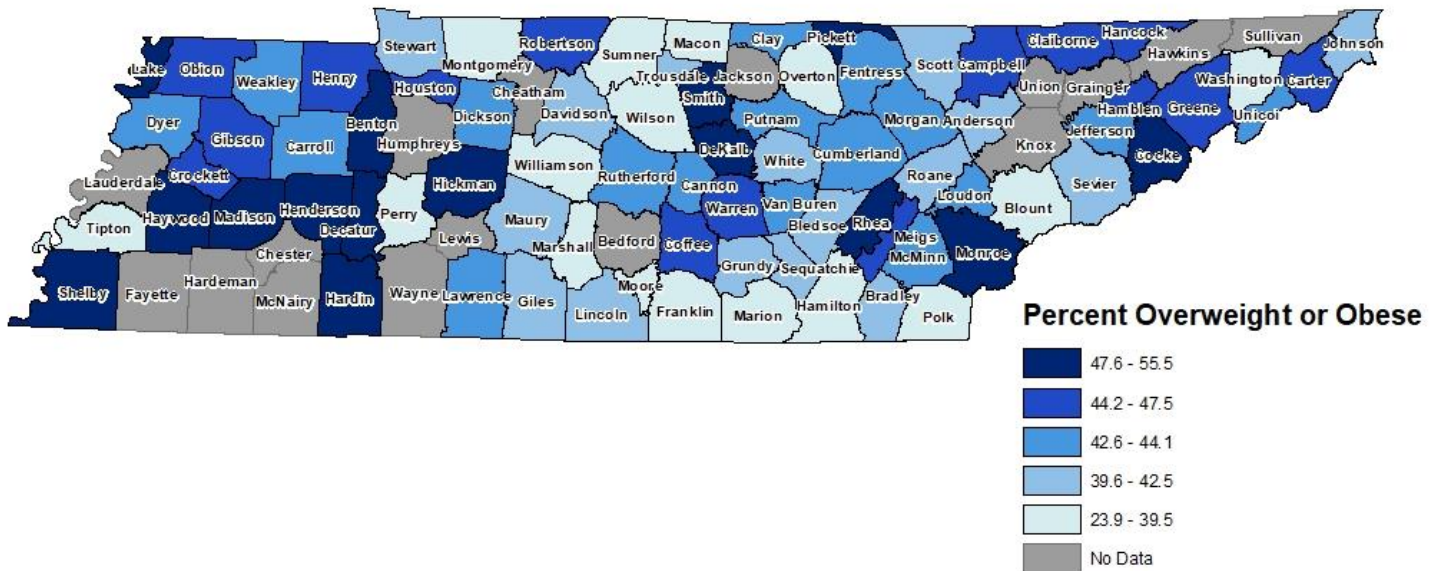 Lake
Obion
Weakley
Henry
Stewart
Montgomery
Robertson
Sumner
Macon
Clay
Pickett
Scott
Campbell
Claiborne
Hancock
Hawkins
Sullivan
Johnson
Houston
Cheatham
Trousdale
Jackson
Overton
Fentress
Union
Grainger
Washington
Carter
Dyer
Gibson
Carroll
Benton
Humphreys
Dickson
Davidson
Wilson
Smith
Putnam
Morgan
Anderson
Knox
Hamblen
Jefferson
Greene
Unicoi
Lauderdale
Crockett
Hickman
Williamson
Rutherford
Cannon
DeKalb
White
Cumberland
Roane
Loudon
Blount
Sevier
Cocke
Tipton
Haywood
Madison
Henderson
Decatur
Perry
Lewis
Maury
Marshall
Bedford
Coffee
Warren
Van Buren
Bledsoe
Rhea
Meigs
McMinn
Monroe
Shelby
Fayette
Hardeman
Chester
McNairy
Hardin
Wayne
Lawrence
Giles
Lincoln
Moore
Franklin
Grundy
Sequatchie
Marion
Hamilton
Bradley
Polk
Percent Overweight or Obese
47.6 - 55.5
44.2 - 47.5
42.6 - 44.1
39.6 - 42.5
23.9 - 39.5
No Data